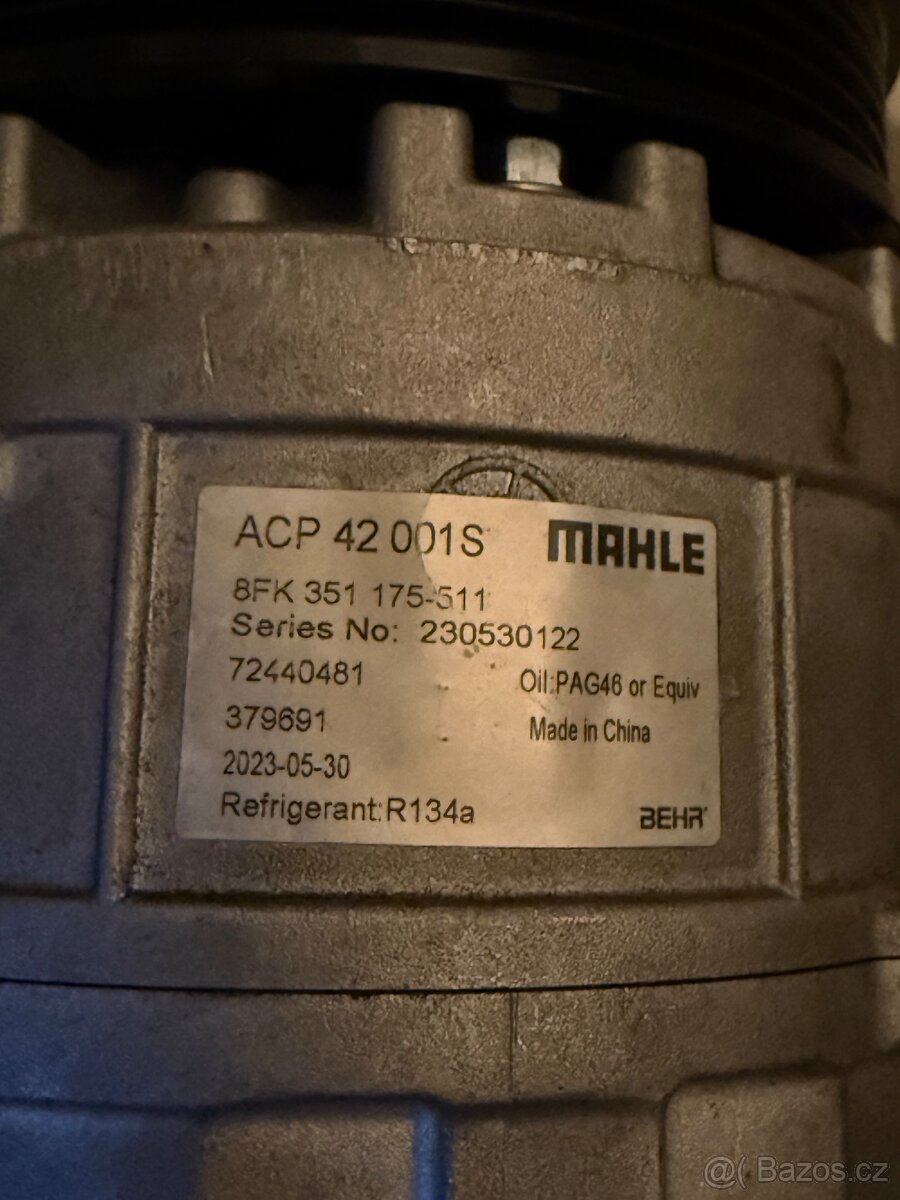 ACP 42 001S MAHLE
8FK 351 175-511
Series No: 230530122
72440481
Oil:PAG46 or Equiv
379691
Made in China
2023-05-30
Refrigerant:R134a
BEHR
@( Bazos.cz